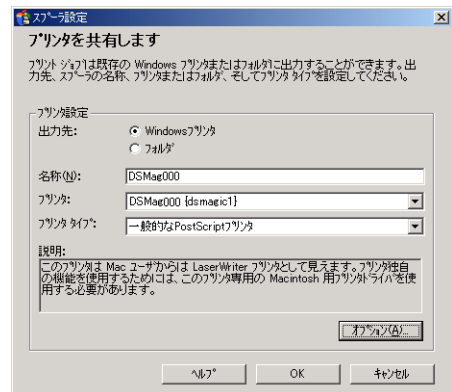 スプーラ設定
プリンタを共有します
プリント ジョブは既存の Windows プリンタまたはフォルダに出力することができます。出
力先、スプーラの名称、プリンタまたはフォルダ、そしてプリンタ タイプを設定してください。
プリンタ設定
出力先:
Windowsプリンタ
フォルダ
名称(N):
DSMag000
プリンタ:
DSMag000 {dsmagic1}
プリンタ タイプ:
一般的なPostScriptプリンタ
説明:
このプリンタは Mac ユーザからは LaserWriter プリンタとして見えます。プリンタ独自
の機能を使用するためには、このプリンタ専用の Macintosh 用プリンタドライバを使
用する必要があります。
オプション(A)...
ヘルプ
OK
キャンセル